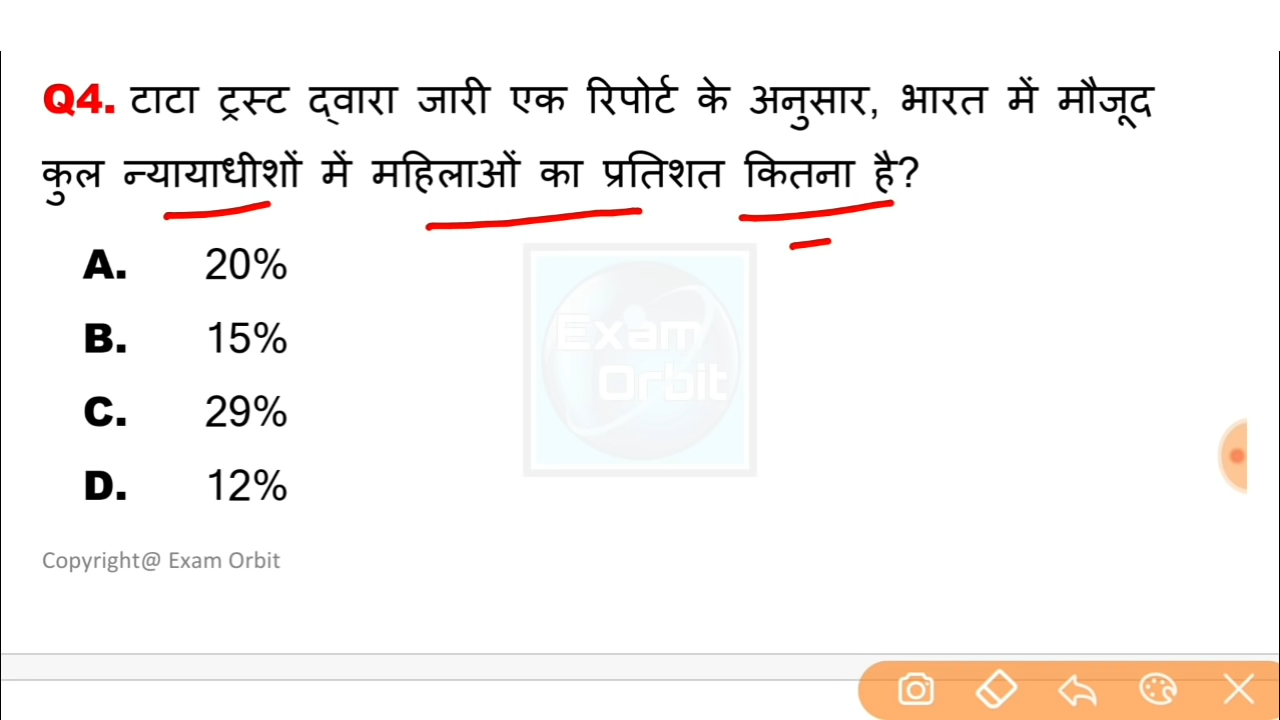 Q4. टाटा ट्रस्ट द्वारा जारी एक रिपोर्ट के अनुसार, भारत में मौजूद
कुल न्यायाधीशों में महिलाओं का प्रतिशत कितना है?
A. 20%
B. 15%
C. 29%
D. 12%
Exam
Orbit
Copyright@ Exam Orbit